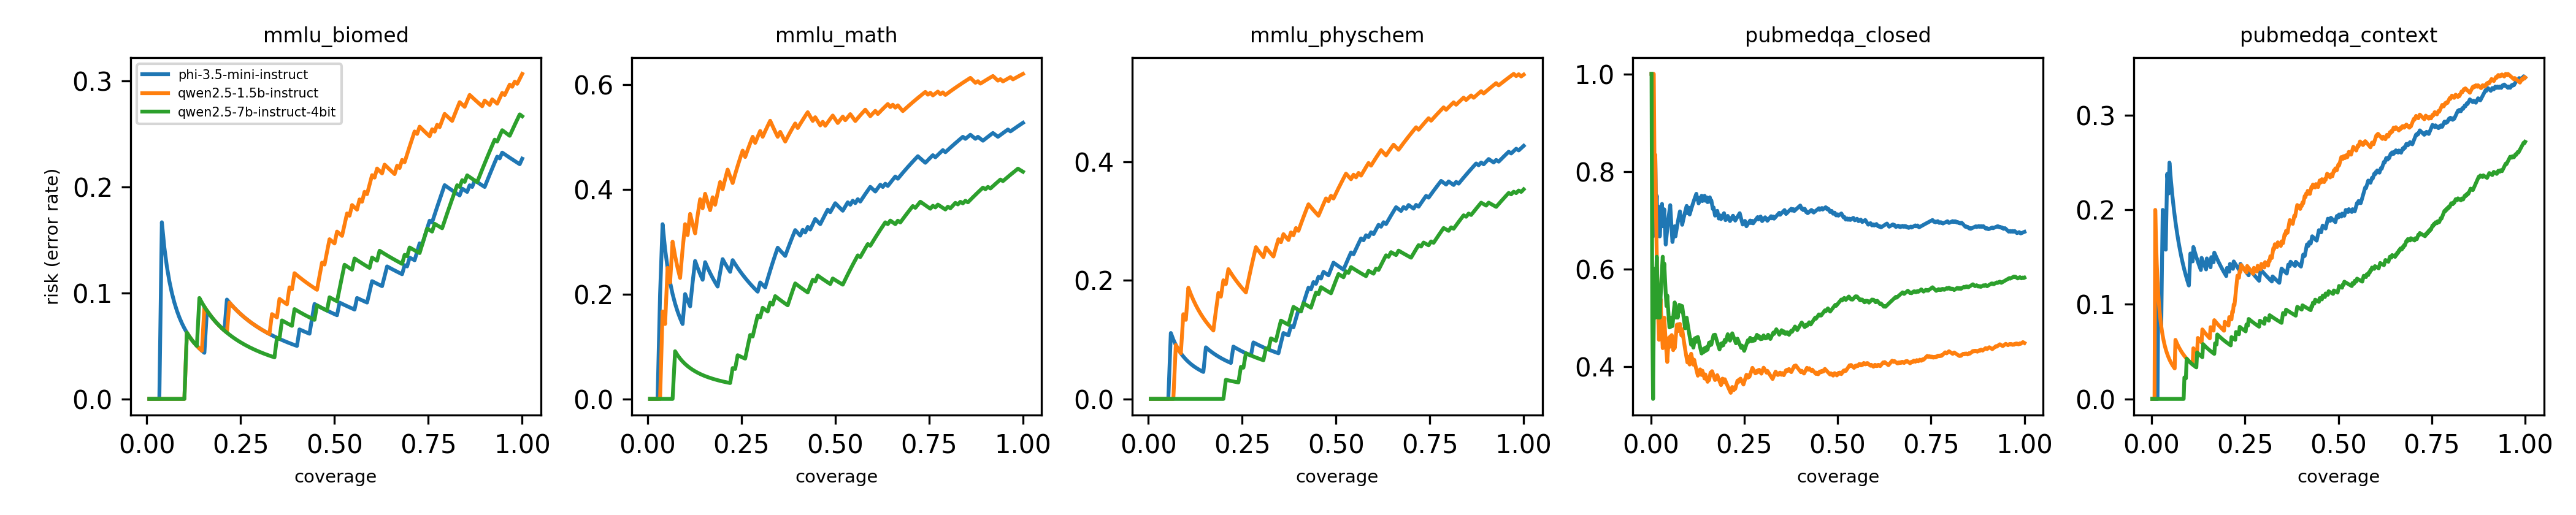 mmlu_biomed
risk (error rate)
0.3
0.2
0.1
0.0
phi-3.5-mini-instruct
qwen2.5-1.5b-instruct
qwen2.5-7b-instruct-4bit
0.00 0.25 0.50 0.75 1.00
coverage
mmlu_math
0.6
0.4
0.2
0.0
0.00 0.25 0.50 0.75 1.00
coverage
mmlu_physchem
0.4
0.2
0.0
0.00 0.25 0.50 0.75 1.00
coverage
pubmedqa_closed
1.0
0.8
0.6
0.4
0.00 0.25 0.50 0.75 1.00
coverage
pubmedqa_context
0.3
0.2
0.1
0.0
0.00 0.25 0.50 0.75 1.00
coverage